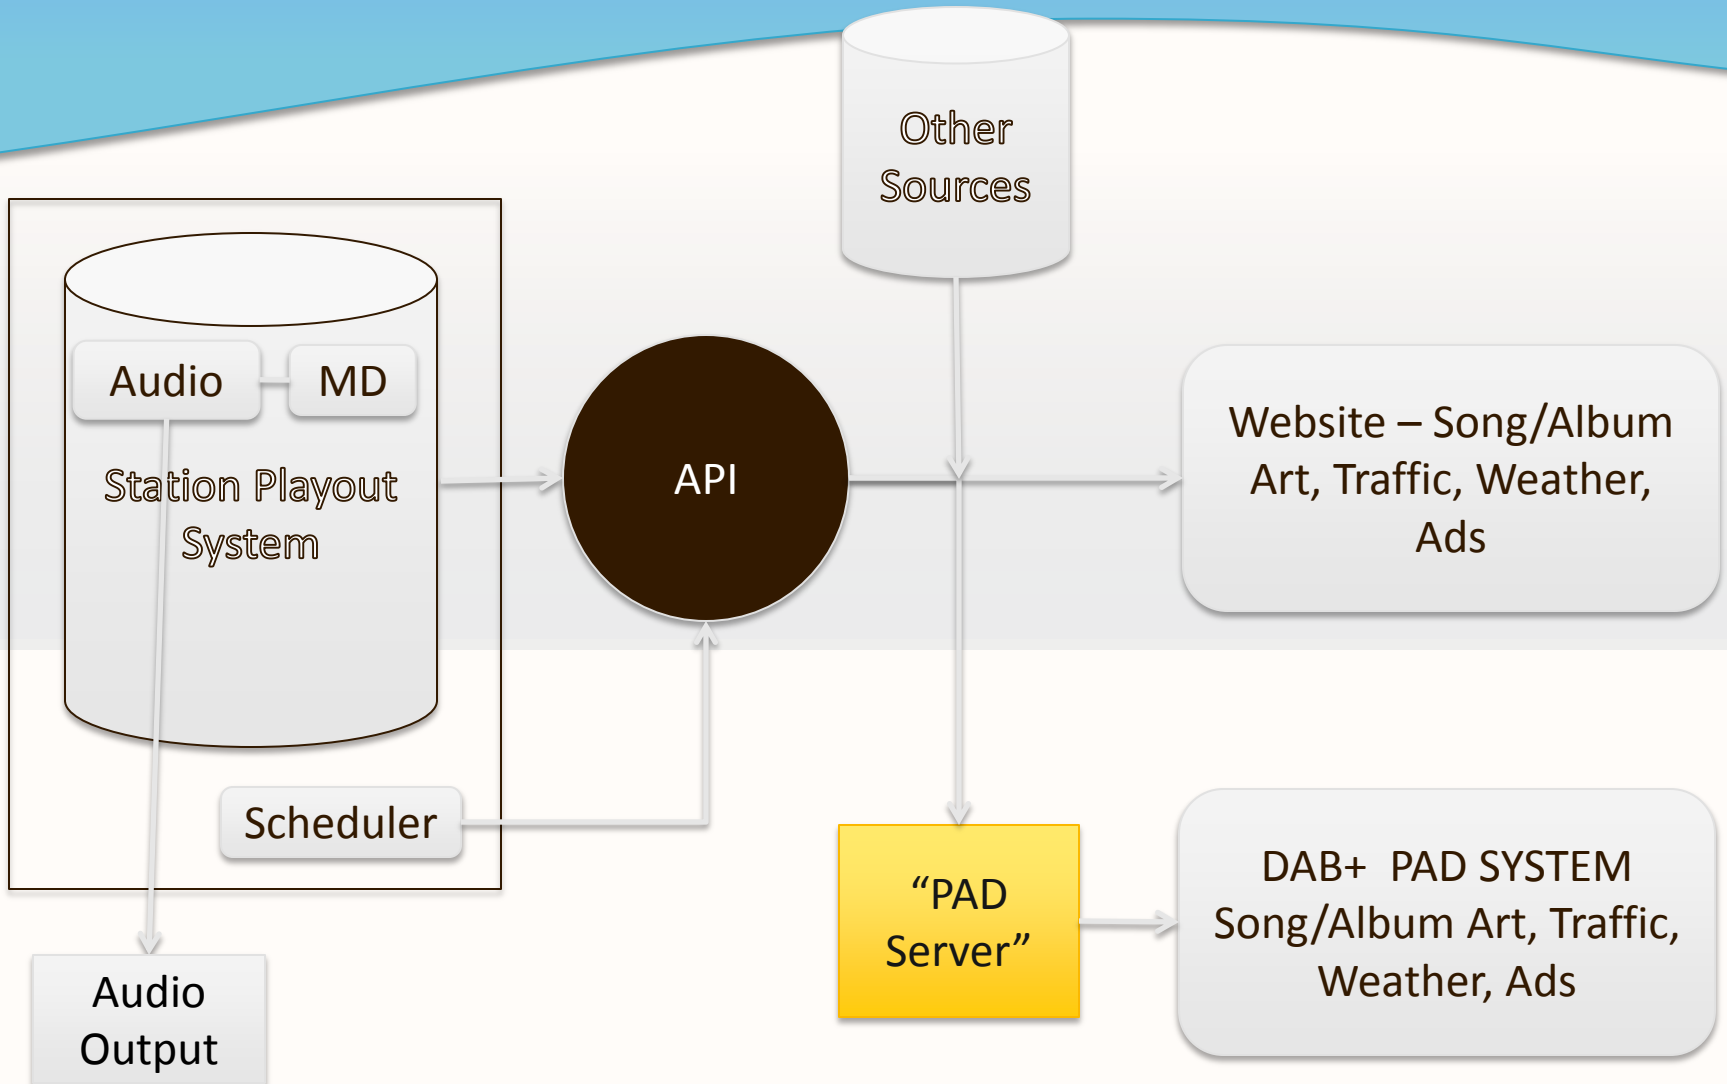 Other
Sources
Audio
MD
Station Playout
System
API
Website – Song/Album
Art, Traffic, Weather,
Ads
Scheduler
“PAD
Server”
DAB+  PAD SYSTEM
Song/Album Art, Traffic,
Weather, Ads
Audio
Output